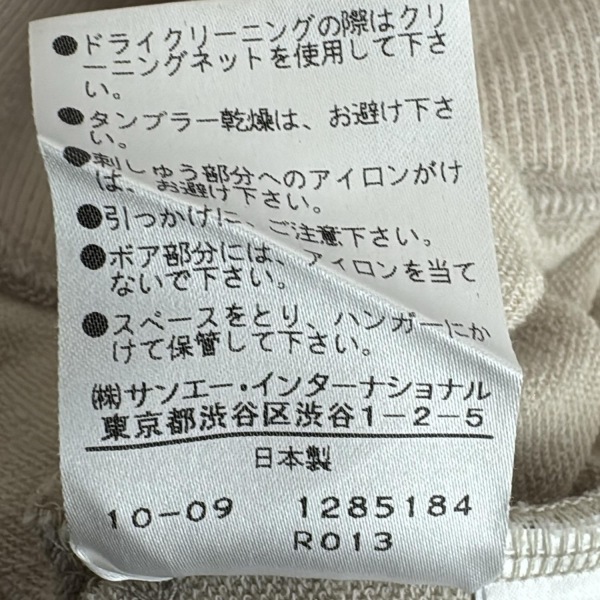 ●ドライクリーニングの際はクリ
ーニングネットを使用して下さ
い。
●タンブラー乾燥は、お避け下さ
い。
●刺しゅう部分へのアイロンがけ
は、お避け下さい。
●引っかけに、ご注意下さい。
●ボア部分には、アイロンを当て
ないで下さい。
●スペースをとり、ハンガーにか
けて保管して下さい。
㈱サンエー・インターナショナル
東京都渋谷区渋谷1-2-5
日本製
10-09 1285184
R013